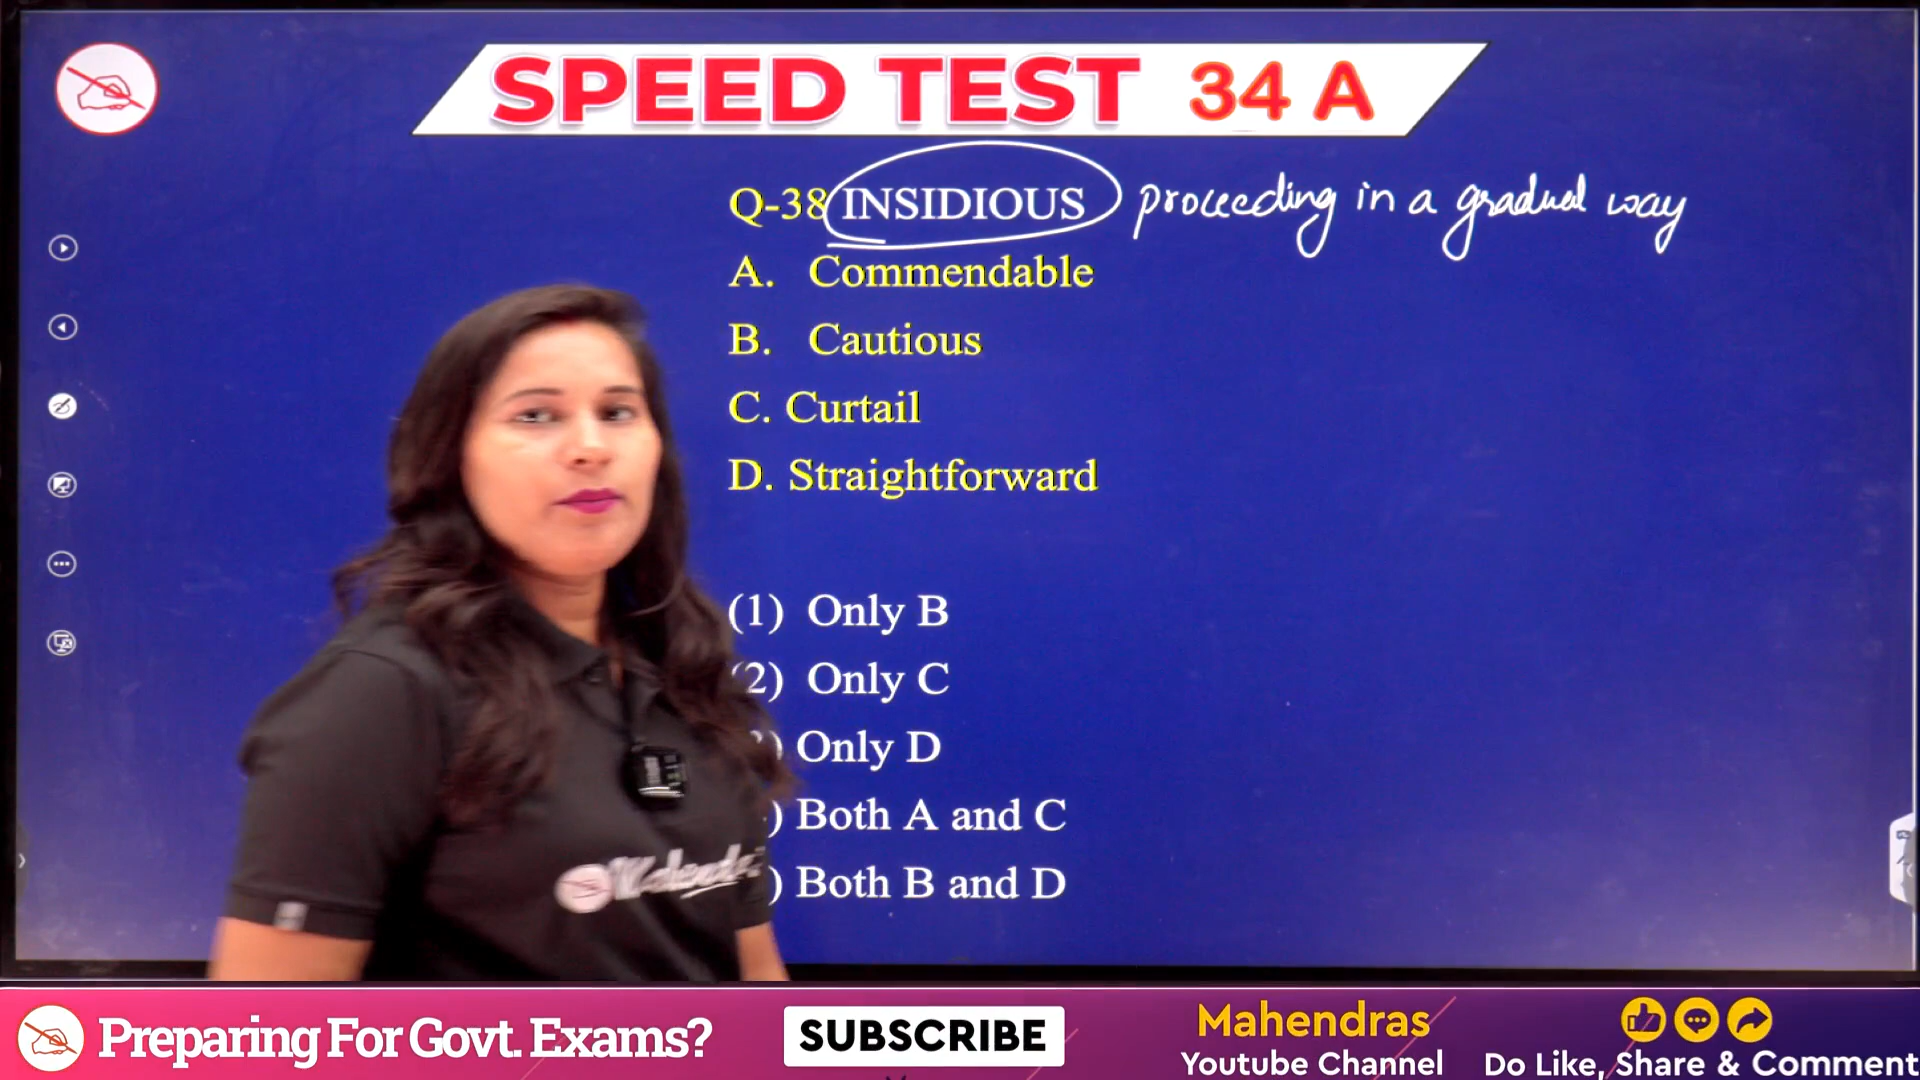 SPEED TEST 34 A
Q-38 INSIDIOUS proceeding in a gradual way
A. Commendable
B. Cautious
C. Curtail
D. Straightforward
(1) Only B
(2) Only C
) Only D
) Both A and C
) Both B and D
Preparing For Govt. Exams?
SUBSCRIBE
Mahendras
Youtube Channel
Do Like, Share & Comment